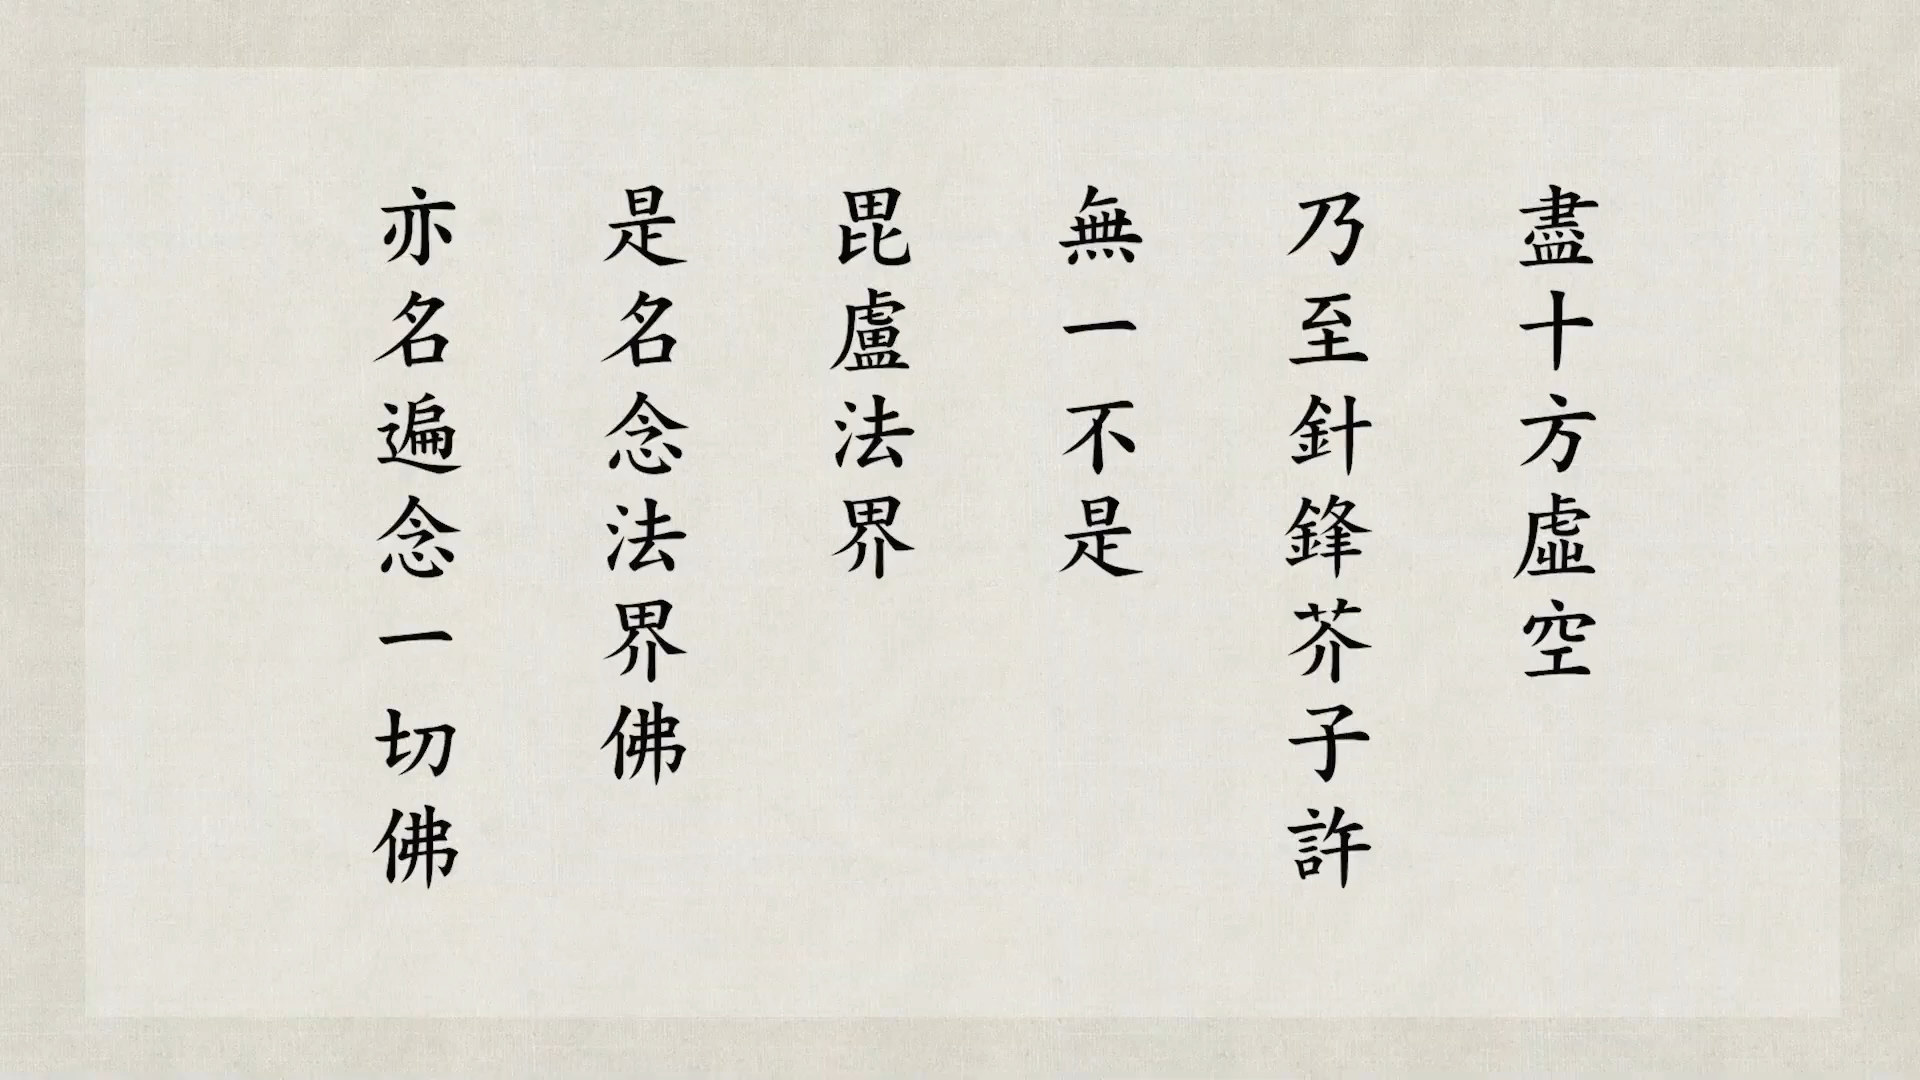 盡十方虛空
乃至針鋒芥子許
無一不是
毘盧法界
是名念法界佛
亦名遍念一切佛